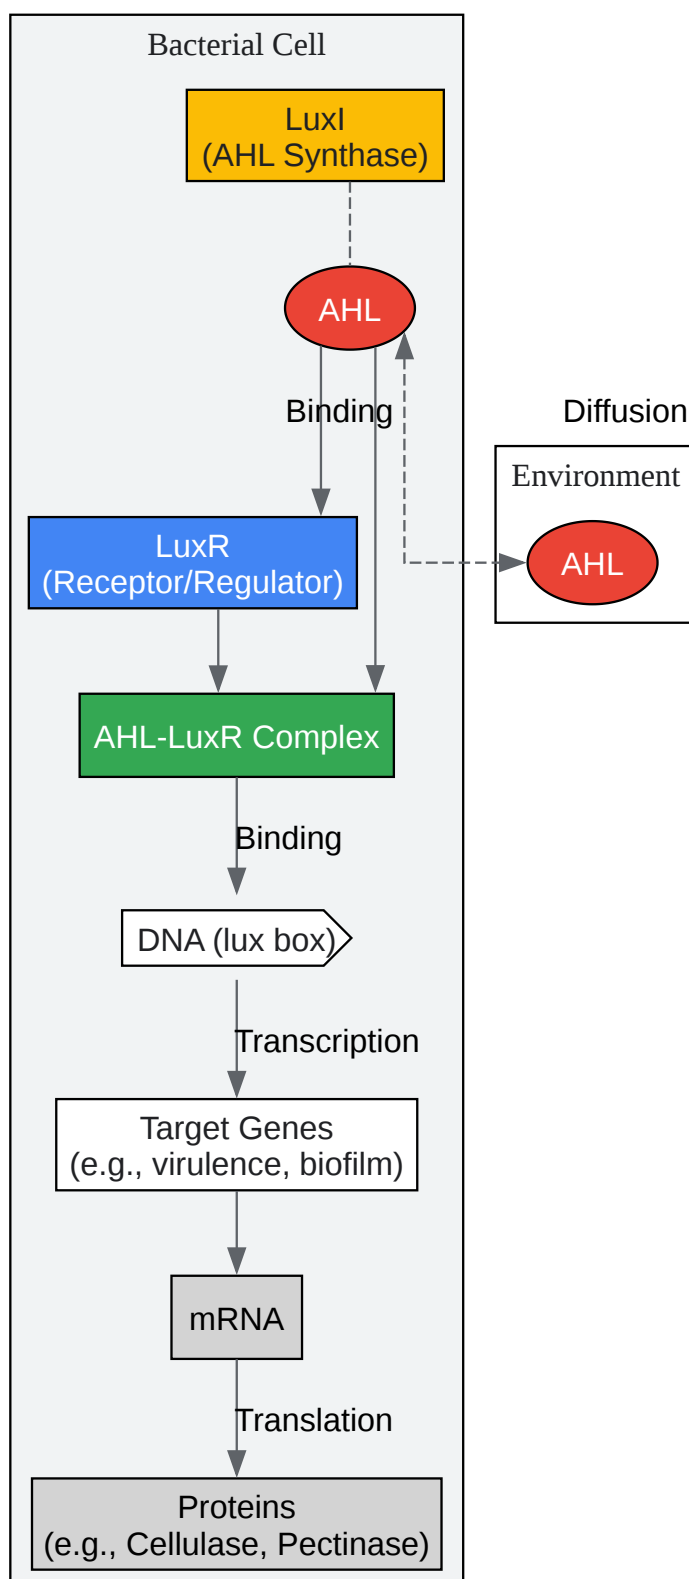 Bacterial Cell
LuxI
(AHL Synthase)
AHL
Binding
Diffusion
Environment
AHL
LuxR
(Receptor/Regulator)
AHL-LuxR Complex
Binding
DNA (lux box)
Transcription
Target Genes
(e.g., virulence, biofilm)
mRNA
Translation
Proteins
(e.g., Cellulase, Pectinase)